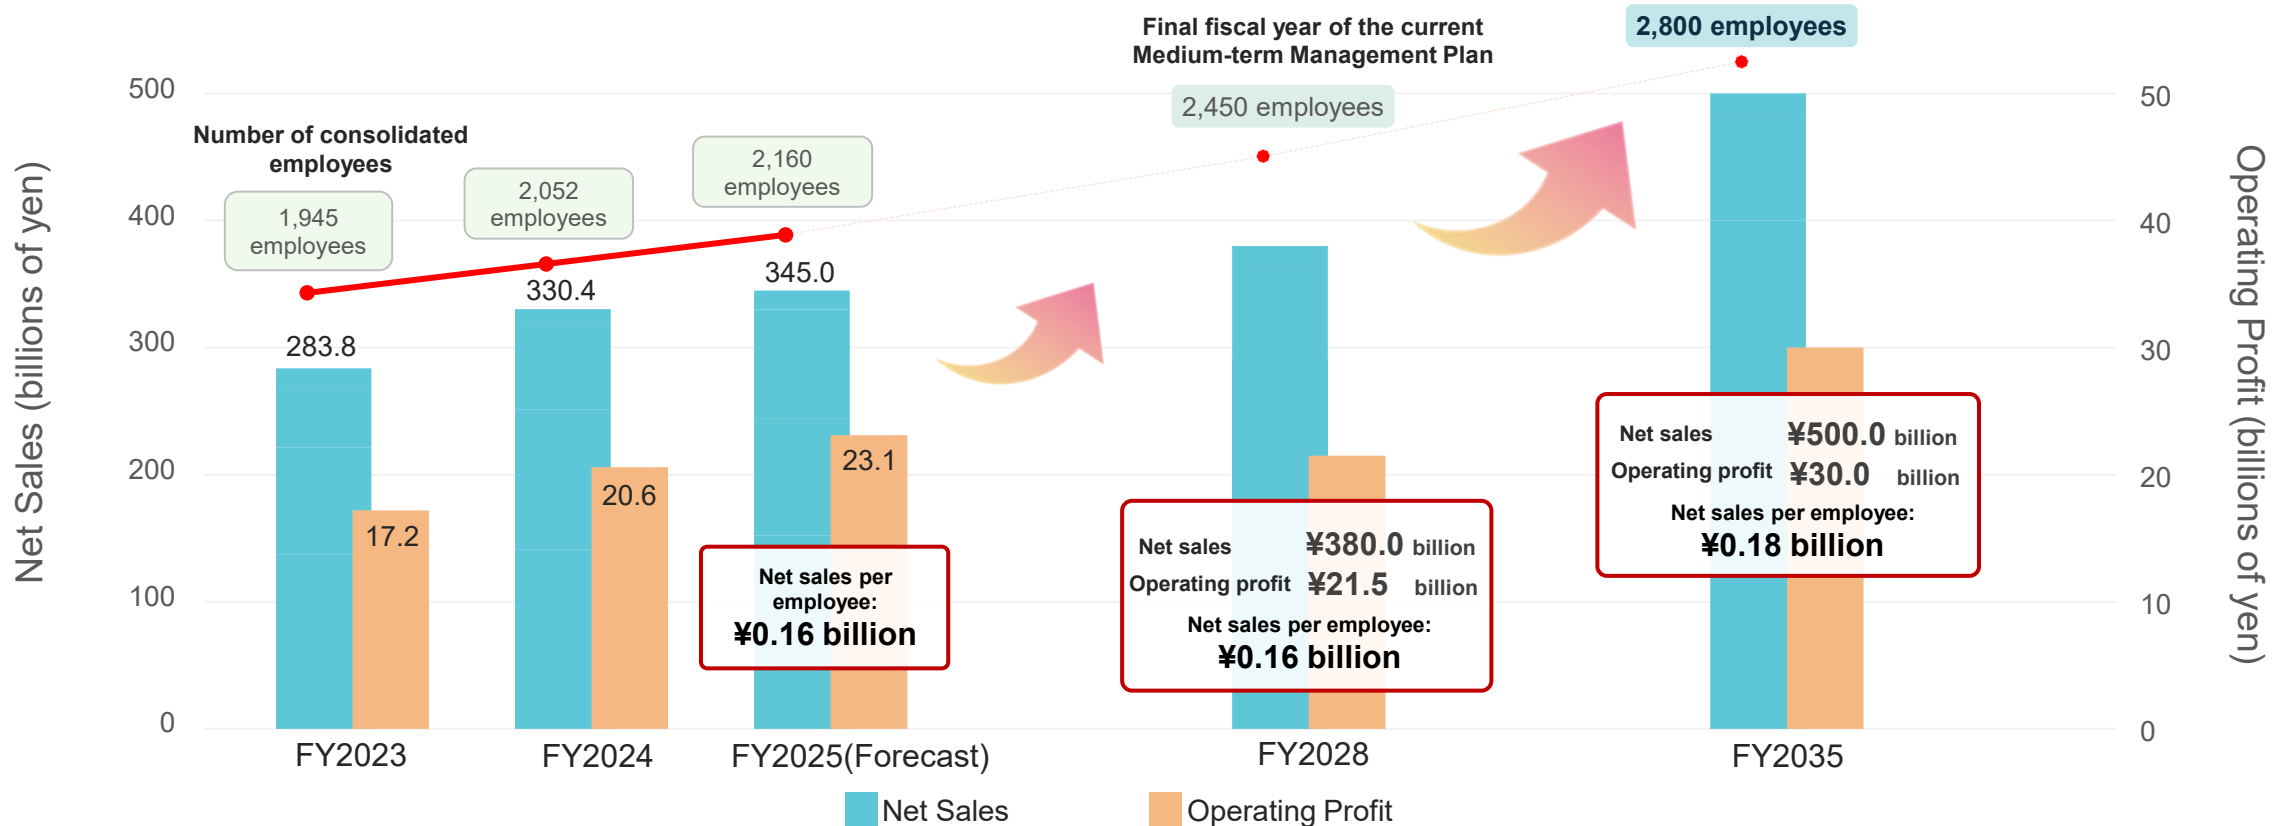 Final fiscal year of the current
Medium-term Management Plan
2,800 employees
2,450 employees
Number of consolidated
employees
1,945
employees
2,052
employees
2,160
employees
Net Sales (billions of yen)
500
400
300
200
100
0
Operating Profit (billions of yen)
50
40
30
20
10
0
283.8
17.2
330.4
20.6
345.0
23.1
Net sales per
employee:
¥0.16 billion
Net sales ¥380.0 billion
Operating profit ¥21.5 billion
Net sales per employee:
¥0.16 billion
Net sales ¥500.0 billion
Operating profit ¥30.0 billion
Net sales per employee:
¥0.18 billion
FY2023
FY2024
FY2025(Forecast)
FY2028
FY2035
Net Sales
Operating Profit